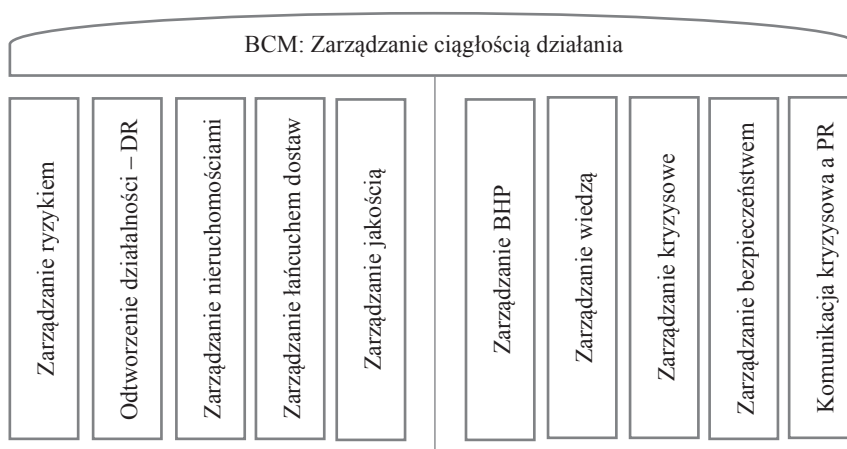 BCM: Zarządzanie ciągłością działania
Zarządzanie ryzykiem
Odtworzenie działalności – DR
Zarządzanie nieruchomościami
Zarządzanie łańcuchem dostaw
Zarządzanie jakością
Zarządzanie BHP
Zarządzanie wiedzą
Zarządzanie kryzysowe
Zarządzanie bezpieczeństwem
Komunikacja kryzysowa a PR